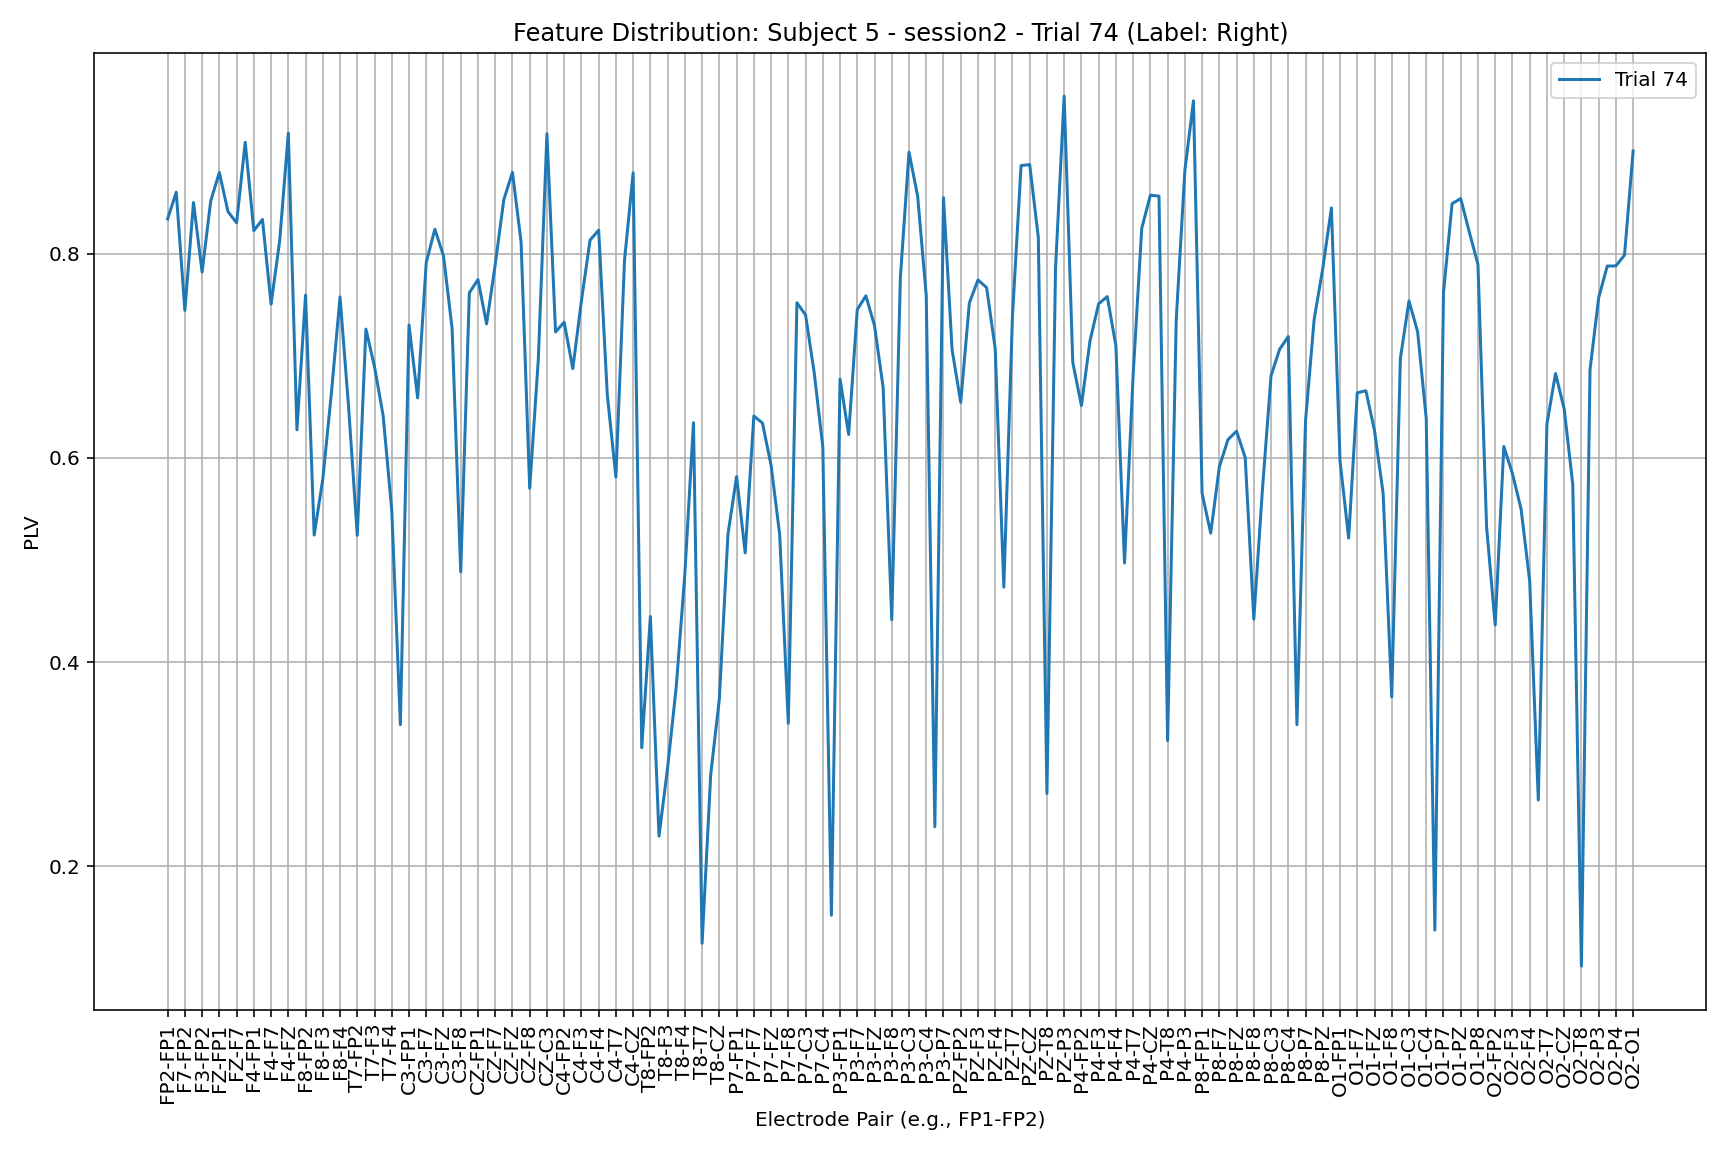 Feature Distribution: Subject 5 - session2 - Trial 74 (Label: Right)
Trial 74
PLV
0.8
0.6
0.4
0.2
FP2-FP1
F7-FP2
F3-FP2
FZ-FP1
FZ-F7
F4-FP1
F4-F7
F4-FZ
F8-FP2
F8-F3
F8-F4
T7-FP2
T7-F3
T7-F4
C3-FP1
C3-F7
C3-FZ
C3-F8
CZ-FP1
CZ-F7
CZ-FZ
CZ-F8
CZ-C3
C4-FP2
C4-F3
C4-F4
C4-T7
C4-CZ
T8-FP2
T8-F3
T8-F4
T8-T7
T8-CZ
P7-FP1
P7-F7
P7-FZ
P7-F8
P7-C3
P7-C4
P3-FP1
P3-F7
P3-FZ
P3-F8
P3-C3
P3-C4
P3-P7
PZ-FP2
PZ-F3
PZ-F4
PZ-T7
PZ-CZ
PZ-T8
PZ-P3
P4-FP2
P4-F3
P4-F4
P4-T7
P4-CZ
P4-T8
P4-P3
P8-FP1
P8-F7
P8-FZ
P8-F8
P8-C3
P8-C4
P8-P7
P8-PZ
O1-FP1
O1-F7
O1-FZ
O1-F8
O1-C3
O1-C4
O1-P7
O1-PZ
O1-P8
O2-FP2
O2-F3
O2-F4
O2-T7
O2-CZ
O2-T8
O2-P3
O2-P4
O2-O1
Electrode Pair (e.g., FP1-FP2)